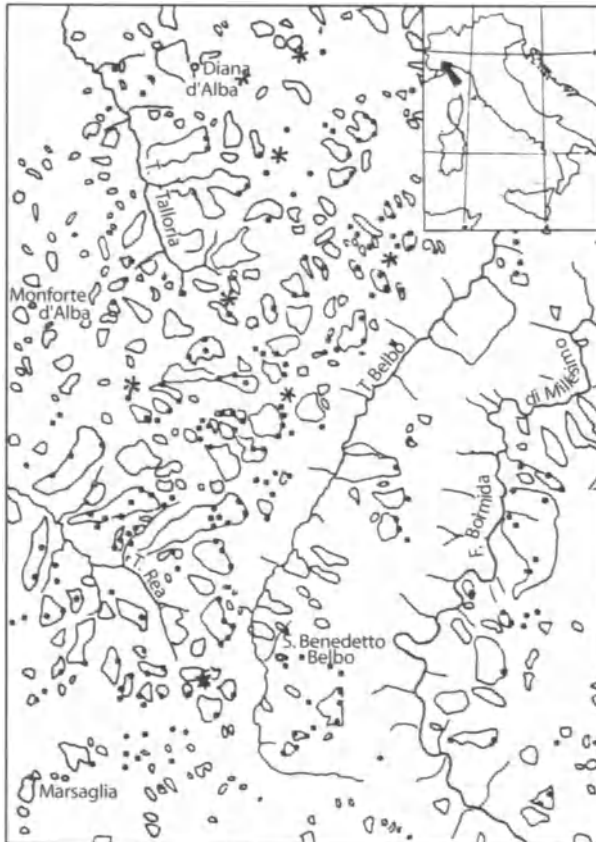 Diana
d'Alba
T.
Talloria
Monforte
d'Alba
T. Belbo
di Millesimo
F. Bormida
T. Rea
S. Benedetto
Belbo
Marsaglia